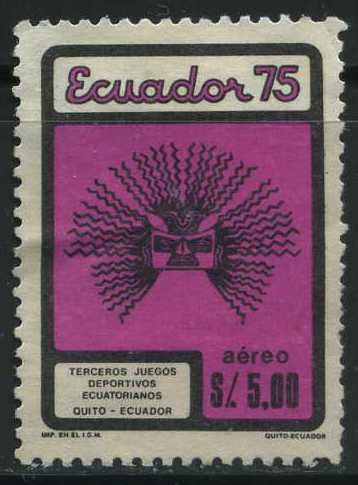 Ecuador 75
TERCEROS JUEGOS
DEPORTIVOS
ECUATORIANOS
QUITO - ECUADOR
aéreo
S/. 5,00
IMP. EN EL I.G.M.
QUITO-ECUADOR